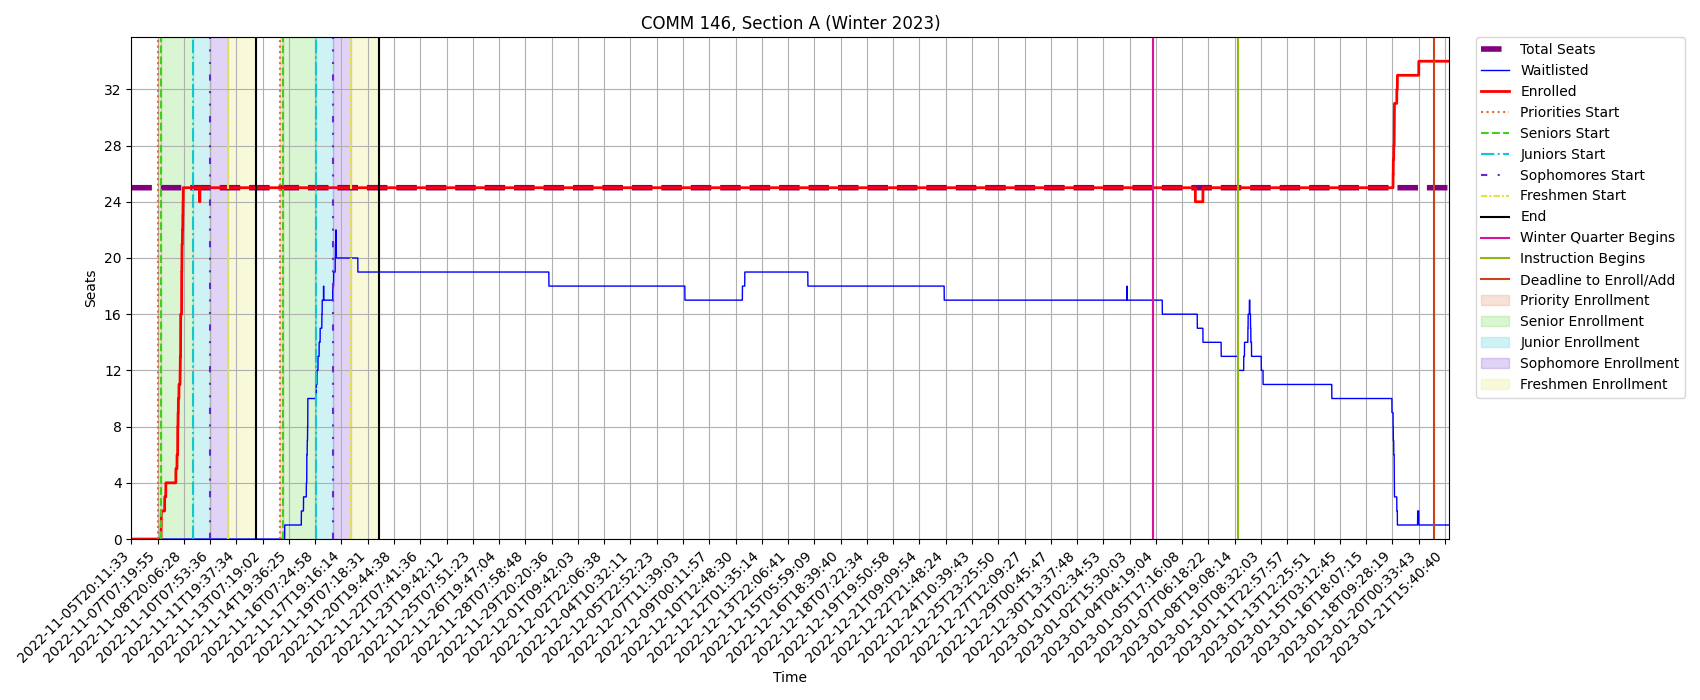 COMM 146, Section A (Winter 2023)
Seats
32
28
24
20
16
12
8
4
0
2022-11-05T20:11:33
2022-11-07T07:19:55
2022-11-08T20:06:28
2022-11-10T07:53:36
2022-11-11T19:37:34
2022-11-13T07:19:02
2022-11-14T19:36:25
2022-11-16T07:24:58
2022-11-17T19:16:14
2022-11-19T07:18:31
2022-11-20T19:44:38
2022-11-22T07:41:36
2022-11-23T19:42:12
2022-11-26T19:47:04
2022-11-25T07:51:23
2022-11-28T07:58:48
2022-11-29T20:20:36
2022-12-01T09:42:03
2022-12-02T22:06:38
2022-12-04T10:32:11
2022-12-05T22:52:23
2022-12-07T11:39:03
2022-12-09T00:11:57
2022-12-10T12:48:30
2022-12-12T01:35:14
2022-12-13T22:06:41
2022-12-15T05:59:09
2022-12-16T18:39:40
2022-12-18T07:22:34
2022-12-19T19:50:58
2022-12-21T09:09:54
2022-12-22T21:48:24
2022-12-24T10:39:43
2022-12-25T23:25:50
2022-12-27T12:09:27
2022-12-29T00:45:47
2022-12-30T13:37:48
2023-01-01T02:34:53
2023-01-02T15:30:03
2023-01-04T04:19:04
2023-01-05T17:16:08
2023-01-07T06:18:22
2023-01-08T19:08:14
2023-01-10T08:32:03
2023-01-11T22:57:57
2023-01-13T12:25:51
2023-01-15T03:12:45
2023-01-16T18:07:15
2023-01-18T09:28:19
2023-01-20T00:33:43
2023-01-21T15:40:40
Time
Total Seats
Waitlisted
Enrolled
Priorities Start
Seniors Start
Juniors Start
Sophomores Start
Freshmen Start
End
Winter Quarter Begins
Instruction Begins
Deadline to Enroll/Add
Priority Enrollment
Senior Enrollment
Junior Enrollment
Sophomore Enrollment
Freshmen Enrollment